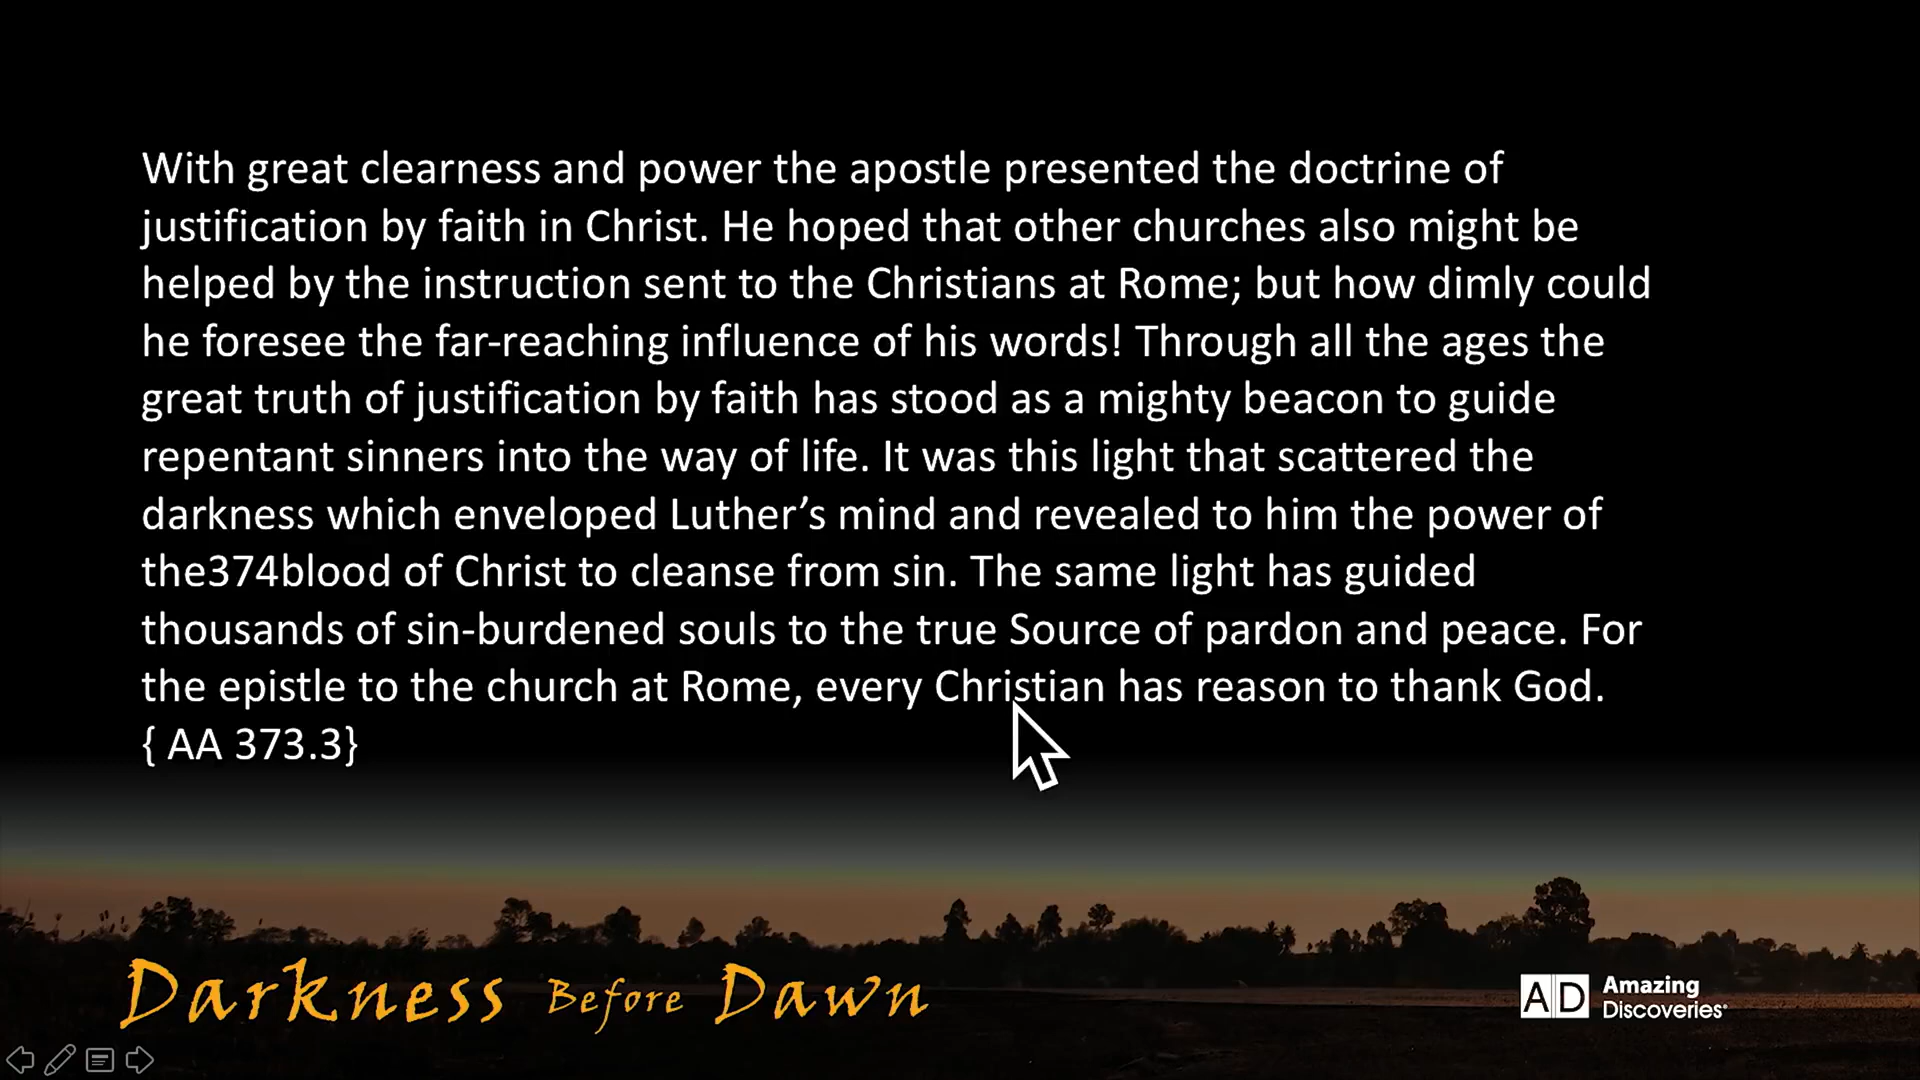 With great clearness and power the apostle presented the doctrine of
justification by faith in Christ. He hoped that other churches also might be
helped by the instruction sent to the Christians at Rome; but how dimly could
he foresee the far-reaching influence of his words! Through all the ages the
great truth of justification by faith has stood as a mighty beacon to guide
repentant sinners into the way of life. It was this light that scattered the
darkness which enveloped Luther’s mind and revealed to him the power of
the374blood of Christ to cleanse from sin. The same light has guided
thousands of sin-burdened souls to the true Source of pardon and peace. For
the epistle to the church at Rome, every Christian has reason to thank God.
{ AA 373.3}
Darkness Before Dawn
AD Amazing
Discoveries